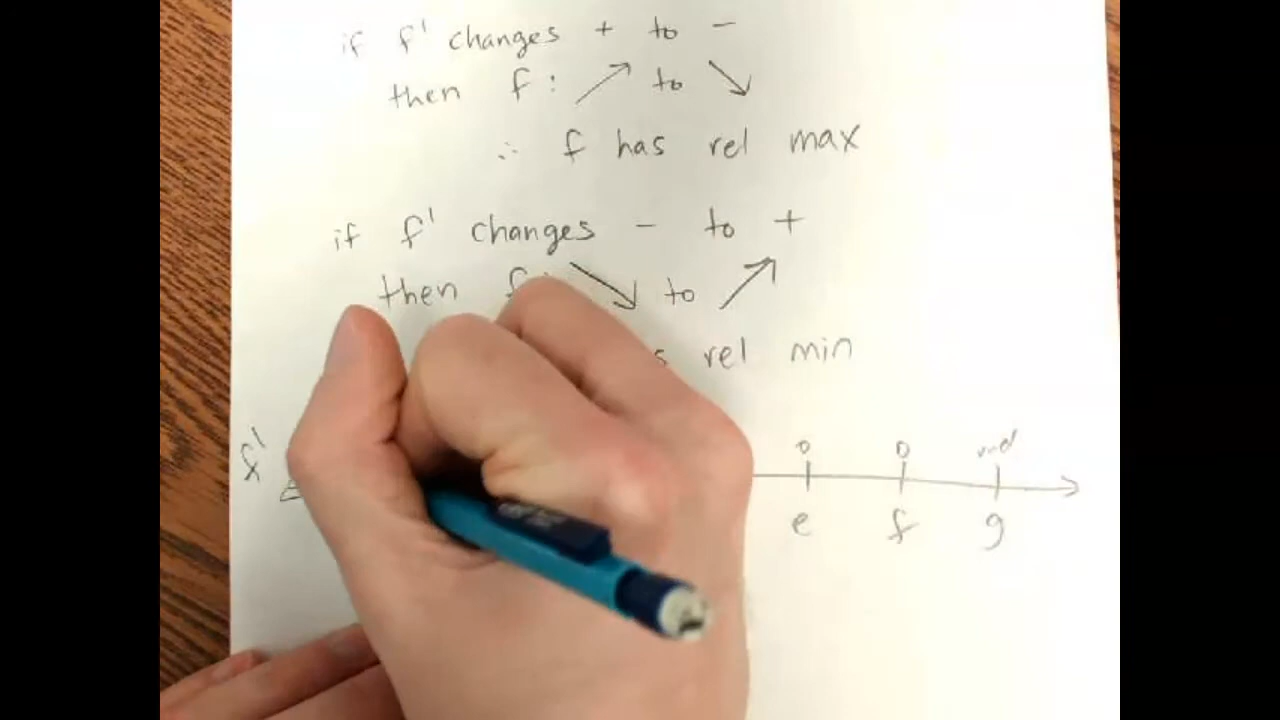 if f' changes + to -
then f: ↗ to ↘
∴ f has rel max
if f' changes - to +
then f: ↘ to ↗
rel min
0 0 und
f'
e f g